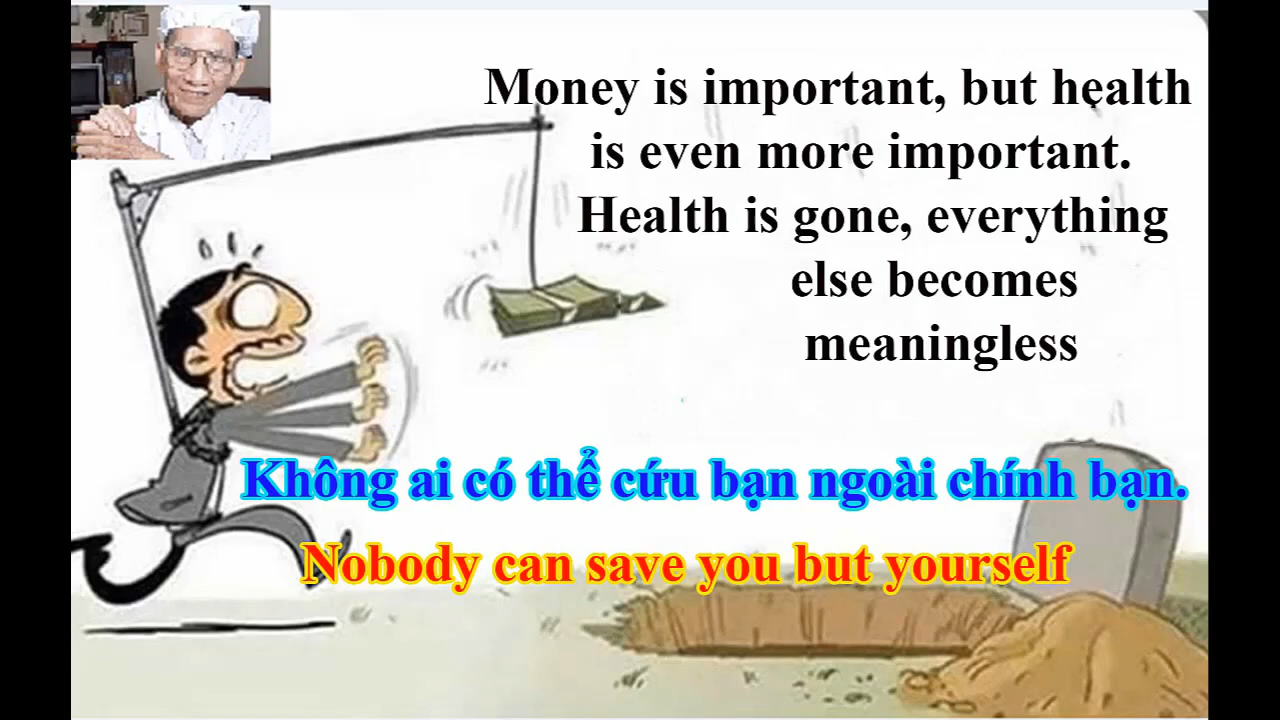 Money is important, but health
is even more important.
Health is gone, everything
else becomes
meaningless
Không ai có thể cứu bạn ngoài chính bạn.
Nobody can save you but yourself